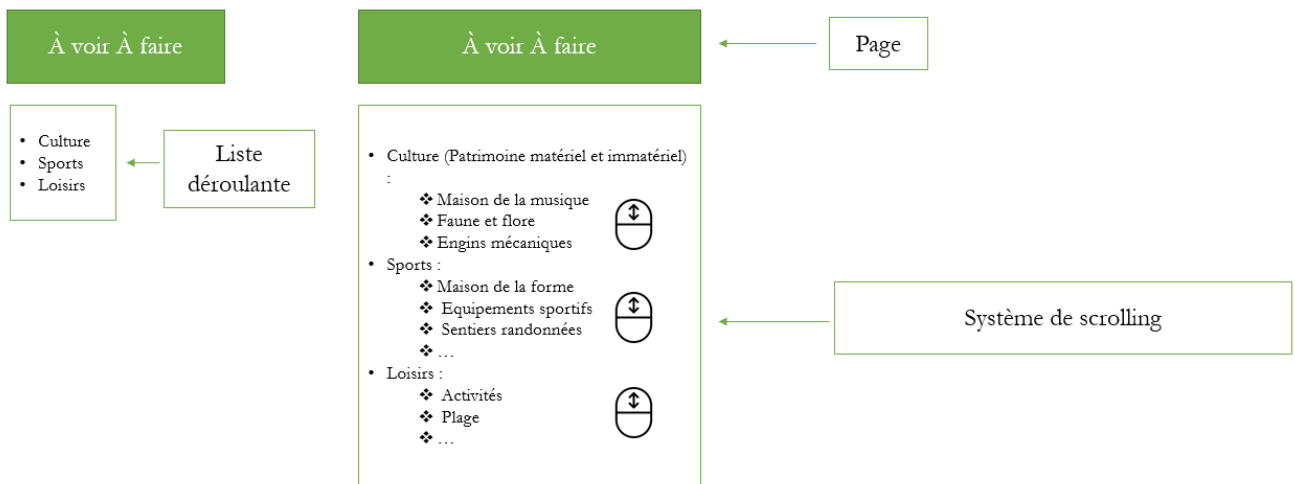 À voir À faire
À voir À faire
Page
• Culture
• Sports
• Loisirs
Liste
déroulante
• Culture (Patrimoine matériel et immatériel)
:
❖ Maison de la musique
❖ Faune et flore
❖ Engins mécaniques
• Sports :
❖ Maison de la forme
❖ Equipements sportifs
❖ Sentiers randonnées
❖ …
• Loisirs :
❖ Activités
❖ Plage
❖ …
Système de scrolling